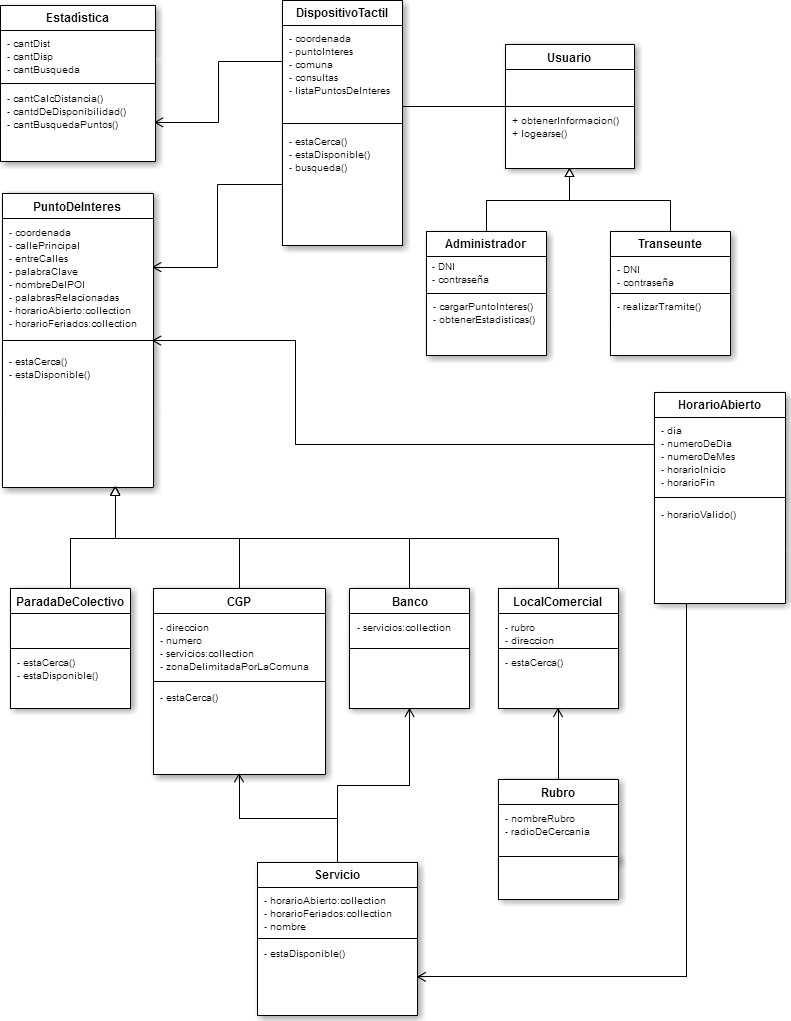 Estadística
- cantDist
- cantDisp
- cantBusqueda
- cantCalcDistancia()
- cantdDeDisponibilidad()
- cantBusquedaPuntos()
DispositivoTactil
- coordenada
- puntoInteres
- comuna
- consultas
- listaPuntosDeInteres
- estaCerca()
- estaDisponible()
- busqueda()
Usuario
+ obtenerInformacion()
+ logearse()
PuntoDeInteres
- coordenada
- callePrincipal
- entreCalles
- palabraClave
- nombreDelPOI
- palabrasRelacionadas
- horarioAbierto:collection
- horarioFeriados:collection
- estaCerca()
- estaDisponible()
Administrador
- DNI
- contraseña
- cargarPuntoInteres()
- obtenerEstadisticas()
Transeunte
- DNI
- contraseña
- realizarTramite()
HorarioAbierto
- dia
- numeroDeDia
- numeroDeMes
- horarioInicio
- horarioFin
- horarioValido()
ParadaDeColectivo
- estaCerca()
- estaDisponible()
CGP
- direccion
- numero
- servicios:collection
- zonaDelimitadaPorLaComuna
- estaCerca()
Banco
- servicios:collection
LocalComercial
- rubro
- direccion
- estaCerca()
Rubro
- nombreRubro
- radioDeCercania
Servicio
- horarioAbierto:collection
- horarioFeriados:collection
- nombre
- estaDisponible()